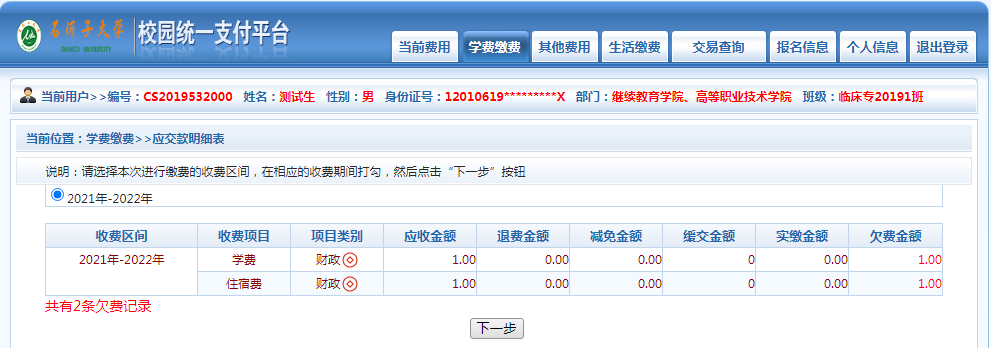 石河子大学
SHIHEZI UNIVERSITY
校园统一支付平台
当前费用 学费缴费 其他费用 生活缴费 交易查询 报名信息 个人信息 退出登录
当前用户>>编号：CS2019532000 姓名：测试生 性别：男 身份证号：12010619*********X 部门：继续教育学院、高等职业技术学院 班级：临床专20191班
当前位置：学费缴费>>应交款明细表
说明：请选择本次进行缴费的收费区间，在相应的收费期间打勾，然后点击“下一步”按钮
2021年-2022年
收费区间 收费项目 项目类别 应收金额 退费金额 减免金额 缓交金额 实缴金额 欠费金额
2021年-2022年 学费 财政 1.00 0.00 0.00 0 0.00 1.00
住宿费 财政 1.00 0.00 0.00 0 0.00 1.00
共有2条欠费记录
下一步